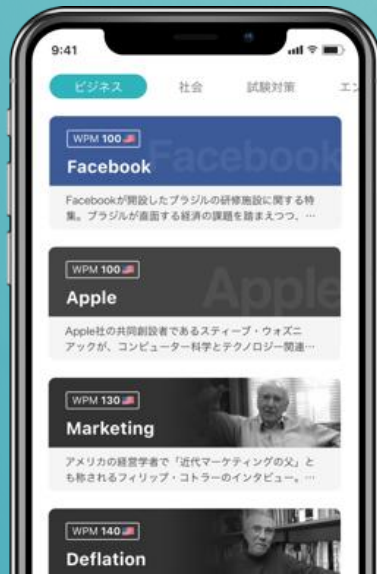 9:41
ビジネス 社会 試験対策 エン
WPM 100
Facebook
Facebook
Facebookが開設したブラジルの研修施設に関する特
集。ブラジルが直面する経済の課題を踏まえつつ、…
WPM 100
Apple
Apple
Apple社の共同創設者であるスティーブ・ウォズニ
アックが、コンピューター科学とテクノロジー関連…
WPM 130
Marketing
アメリカの経営学者で「近代マーケティングの父」と
も称されるフィリップ・コトラーのインタビュー。…
WPM 140
Deflation